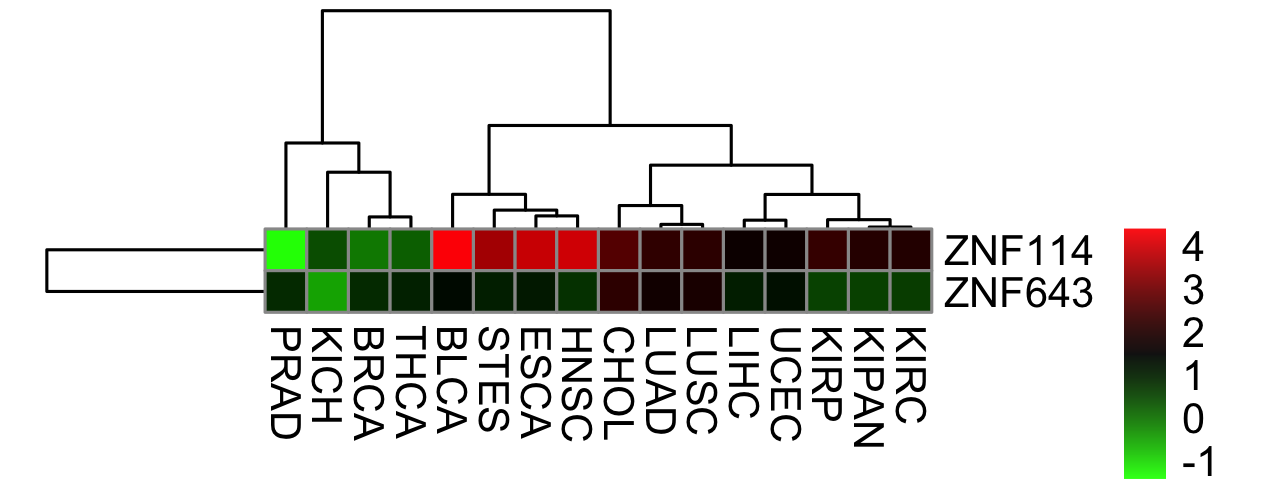 ZNF114
ZNF643
PRAD
KICH
BRCA
THCA
BLCA
STES
ESCA
HNSC
CHOL
LUAD
LUSC
LIHC
UCEC
KIRP
KIPAN
KIRC
4
3
2
1
0
-1